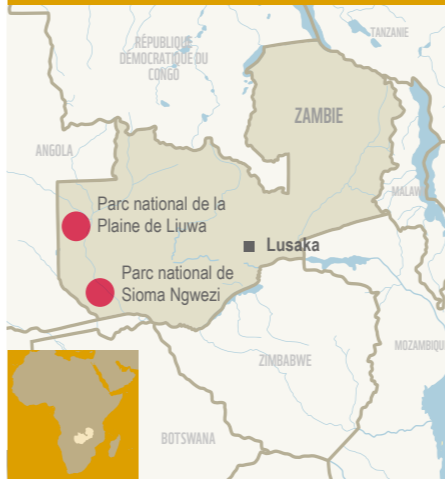 TANZANIE
RÉPUBLIQUE
DÉMOCRATIQUE DU
CONGO
ZAMBIE
ANGOLA
MALAWI
Parc national de la
Plaine de Liuwa
Lusaka
Parc national de
Sioma Ngwezi
MOZAMBIQUE
ZIMBABWE
BOTSWANA